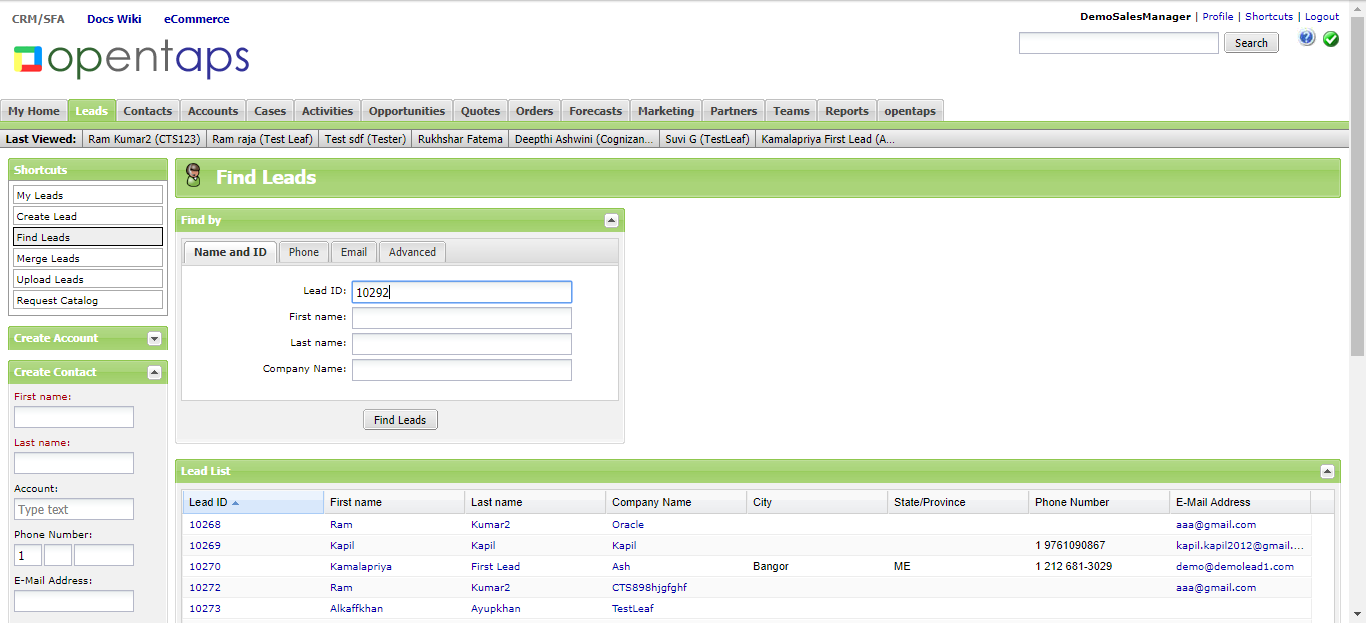 CRM/SFA Docs Wiki eCommerce
DemoSalesManager | Profile | Shortcuts | Logout
opentaps
Search
My Home Leads Contacts Accounts Cases Activities Opportunities Quotes Orders Forecasts Marketing Partners Teams Reports opentaps
Last Viewed: Ram Kumar2 (CTS123) Ram raja (Test Leaf) Test sdf (Tester) Rukhshar Fatema Deepthi Ashwini (Cognizan... Suvi G (TestLeaf) Kamalapriya First Lead (A...
Shortcuts
My Leads
Create Lead
Find Leads
Merge Leads
Upload Leads
Request Catalog
Create Account
Create Contact
First name:
Last name:
Account:
Type text
Phone Number:
1
E-Mail Address:
Find Leads
Find by
Name and ID Phone Email Advanced
Lead ID: 10292
First name:
Last name:
Company Name:
Find Leads
Lead List
Lead ID First name Last name Company Name City State/Province Phone Number E-Mail Address
10268 Ram Kumar2 Oracle aaa@gmail.com
10269 Kapil Kapil Kapil 1 9761090867 kapil.kapil2012@gmail....
10270 Kamalapriya First Lead Ash Bangor ME 1 212 681-3029 demo@demolead1.com
10272 Ram Kumar2 CTS898hjgfghf aaa@gmail.com
10273 Alkaffkhan Ayupkhan TestLeaf